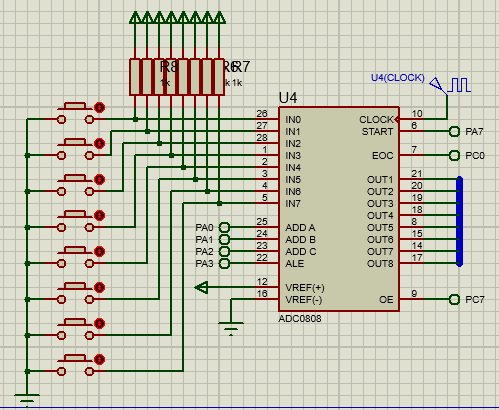 R8 R6 R7
1k k 1k
U4
U4(CLOCK)
26 IN0 CLOCK 10
27 IN1 START 6 PA7
28 IN2
1 IN3 EOC 7 PC0
2 IN4
3 IN5 OUT1 21
4 IN6 OUT2 20
5 IN7 OUT3 19
OUT4 18
PA0 25 ADD A OUT5 8
PA1 24 ADD B OUT6 15
PA2 23 ADD C OUT7 14
PA3 22 ALE OUT8 17
12 VREF(+)
16 VREF(-) OE 9 PC7
ADC0808